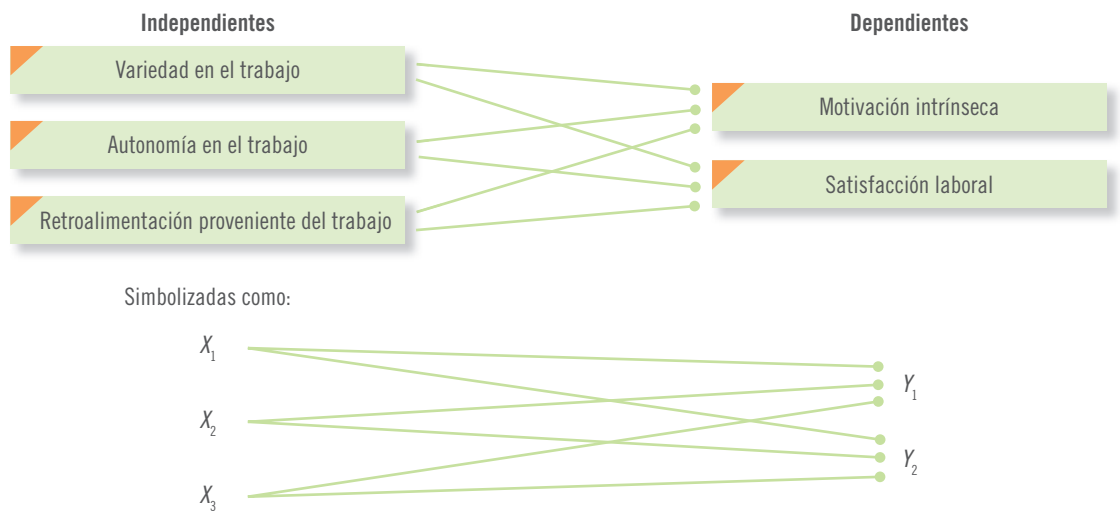 Independientes
Dependientes
Variedad en el trabajo
Motivación intrínseca
Autonomía en el trabajo
Satisfacción laboral
Retroalimentación proveniente del trabajo
Simbolizadas como:
X₁
Y₁
X₂
Y₂
X₃